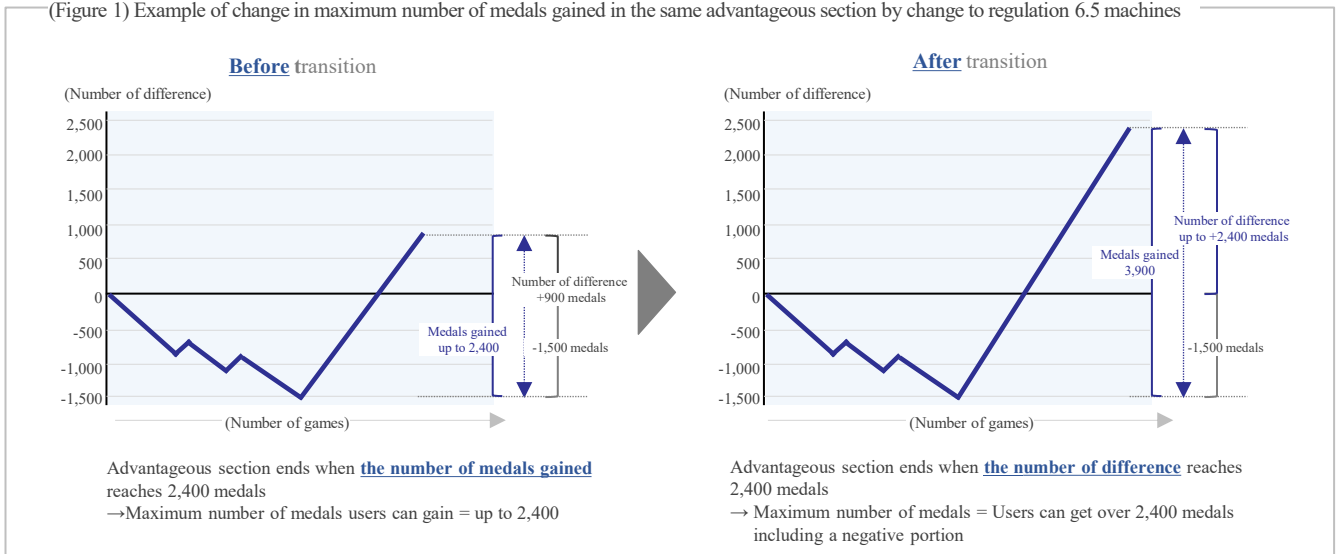 (Figure 1) Example of change in maximum number of medals gained in the same advantageous section by change to regulation 6.5 machines
Before transition
(Number of difference)
2,500
2,000
1,500
1,000
500
0
-500
-1,000
-1,500
Number of difference
+900 medals
Medals gained
up to 2,400
-1,500 medals
(Number of games)
Advantageous section ends when the number of medals gained
reaches 2,400 medals
→Maximum number of medals users can gain = up to 2,400
After transition
(Number of difference)
2,500
2,000
1,500
1,000
500
0
-500
-1,000
-1,500
Number of difference
up to +2,400 medals
Medals gained
3,900
-1,500 medals
(Number of games)
Advantageous section ends when the number of difference reaches
2,400 medals
→ Maximum number of medals = Users can get over 2,400 medals
including a negative portion